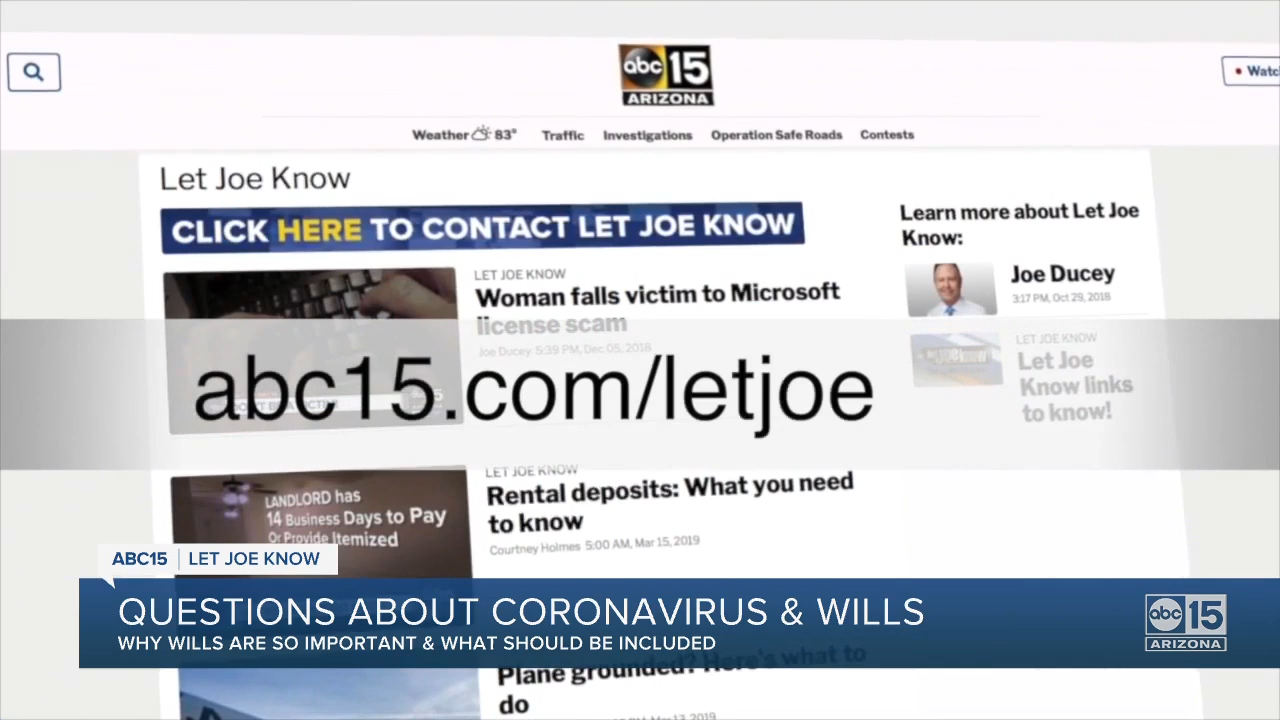 abc 15
ARIZONA
Watc
Weather 83°
Traffic
Investigations
Operation Safe Roads
Contests
Let Joe Know
CLICK HERE TO CONTACT LET JOE KNOW
LET JOE KNOW
Woman falls victim to Microsoft
license scam
Joe Ducey 5:39 PM, Dec 05, 2018
Learn more about Let Joe
Know:
Joe Ducey
3:17 PM, Oct 29, 2018
LET JOE KNOW
Let Joe
Know links
to know!
abc15.com/letjoe
LANDLORD has
14 Business Days to Pay
Or Provide Itemized
LET JOE KNOW
Rental deposits: What you need
to know
Courtney Holmes 5:00 AM, Mar 15, 2019
ABC15 | LET JOE KNOW
QUESTIONS ABOUT CORONAVIRUS & WILLS
WHY WILLS ARE SO IMPORTANT & WHAT SHOULD BE INCLUDED
abc 15
ARIZONA
Plane grounded? Here's what to
do
Mar 13, 2019